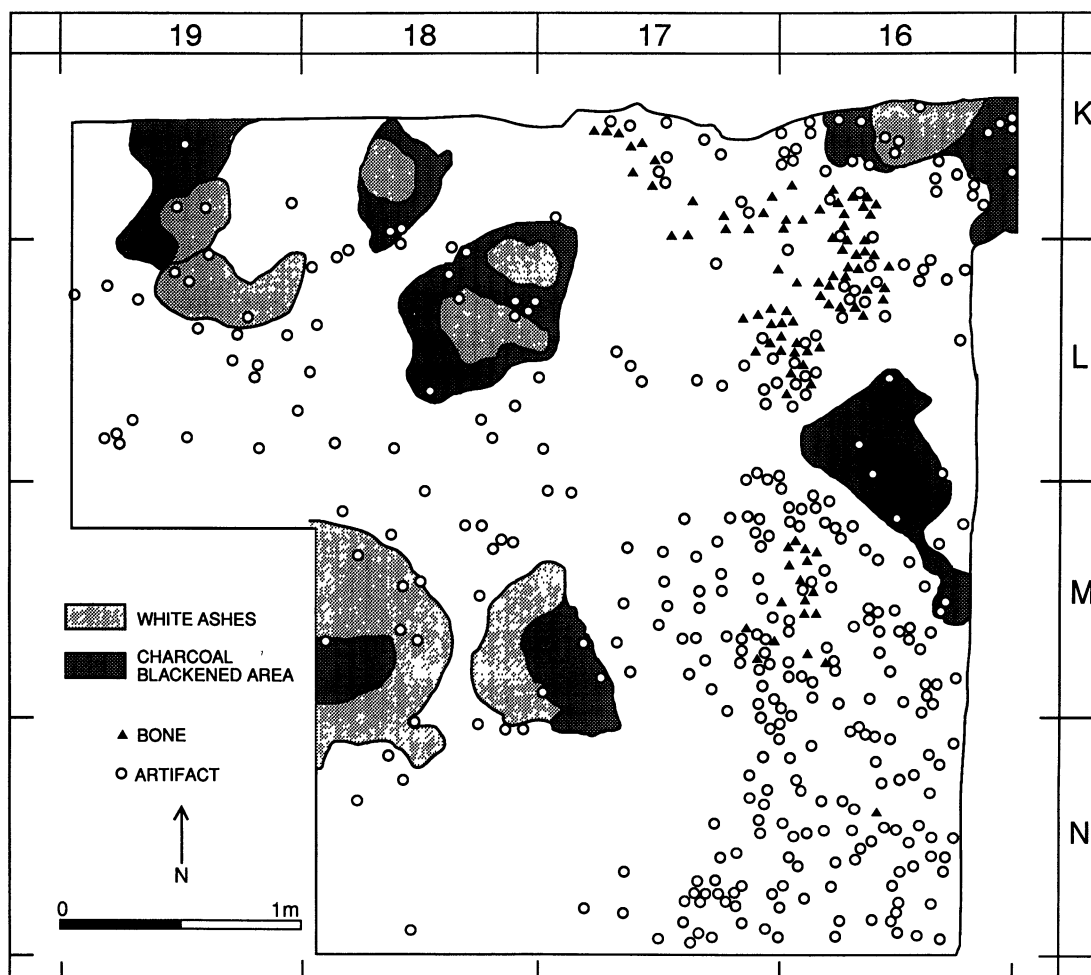 19 18 17 16
K
L
M
N
WHITE ASHES
CHARCOAL
BLACKENED AREA
BONE
ARTIFACT
N
0 1m